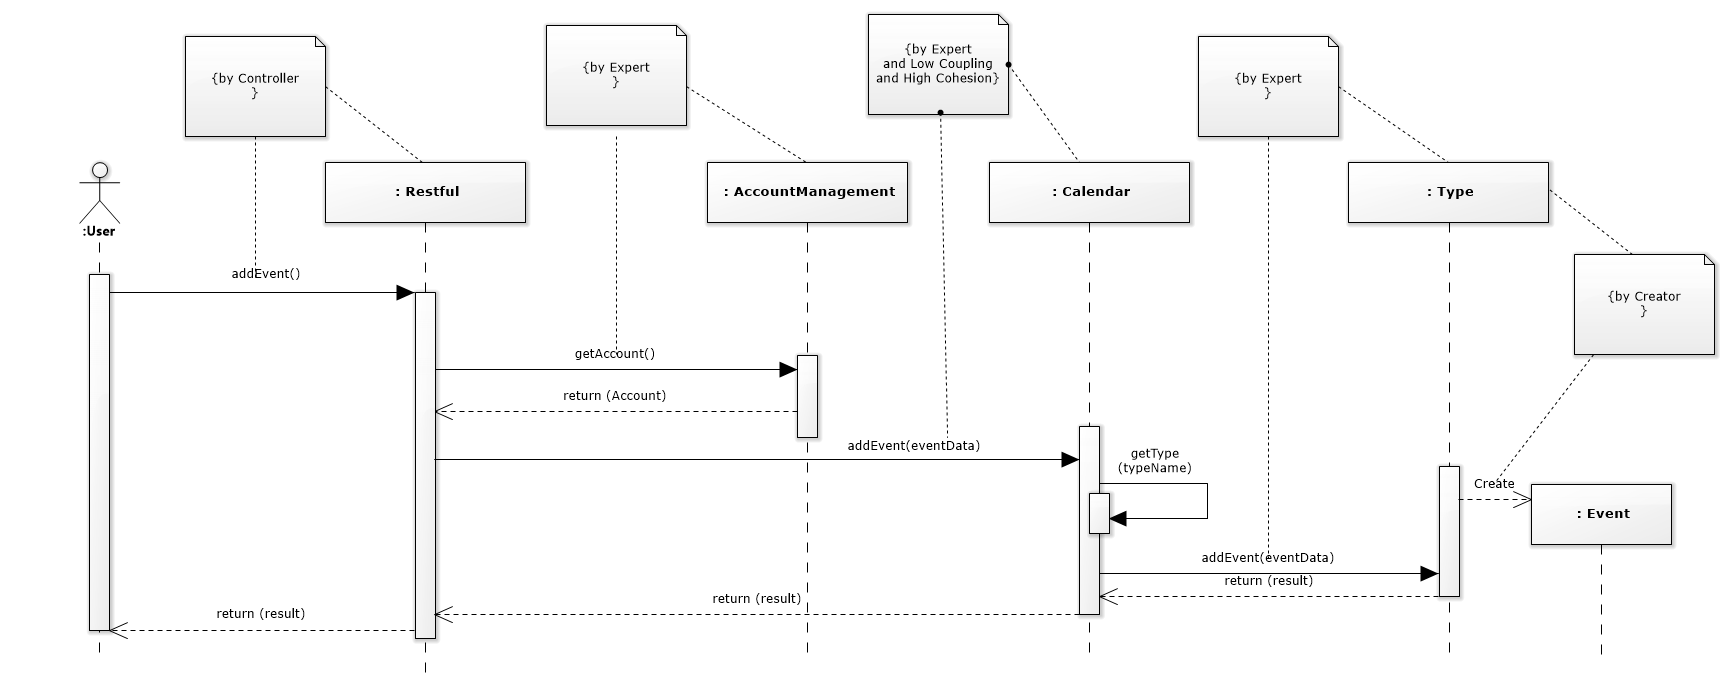 {by Expert
and Low Coupling
and High Cohesion}
{by Controller
}
{by Expert
}
{by Expert
}
: Restful
: AccountManagement
: Calendar
: Type
:User
addEvent()
{by Creator
}
getAccount()
return (Account)
addEvent(eventData)
getType
(typeName)
Create
: Event
addEvent(eventData)
return (result)
return (result)
return (result)